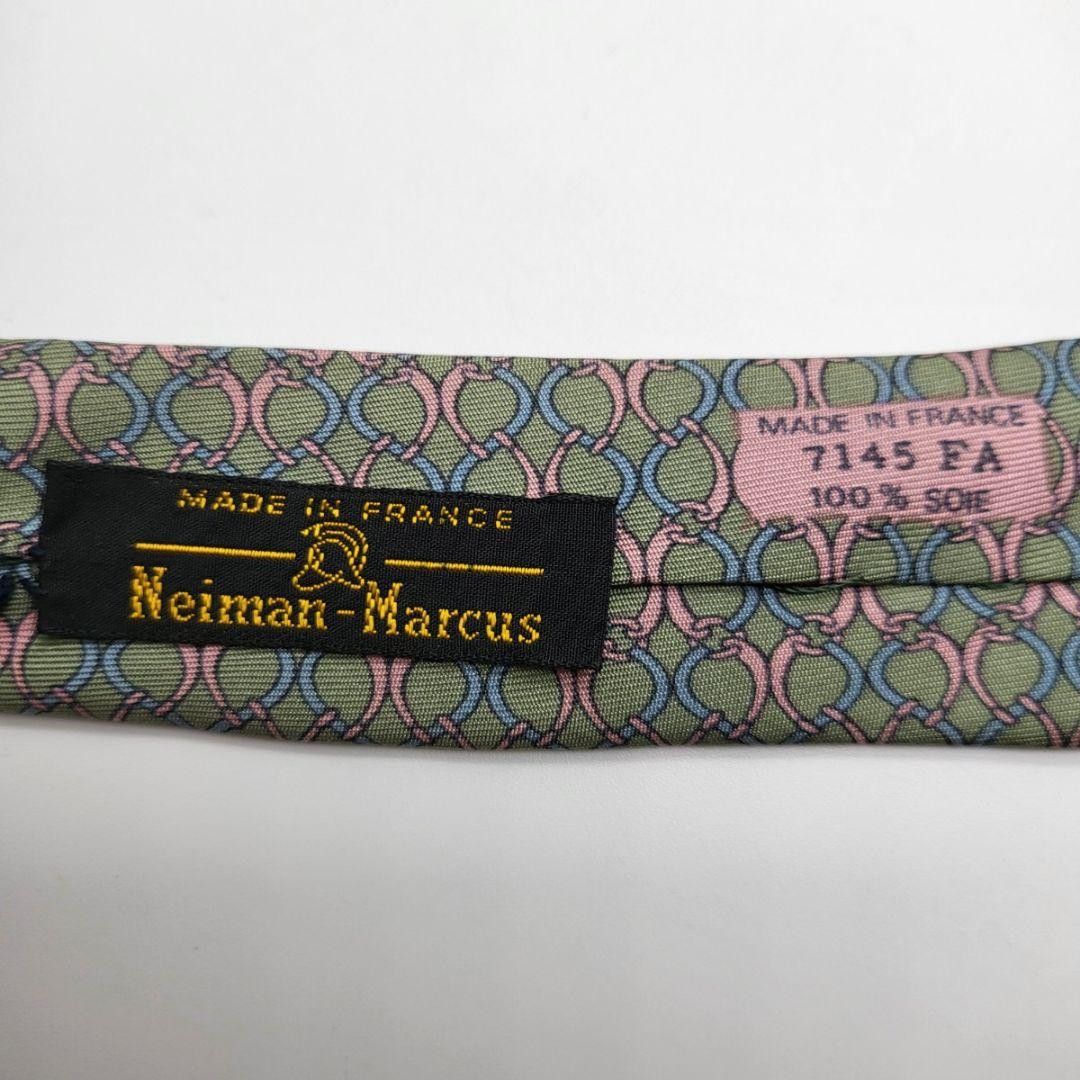 MADE IN FRANCE
Neiman-Marcus
MADE IN FRANCE
7145 FA
100% SOIE